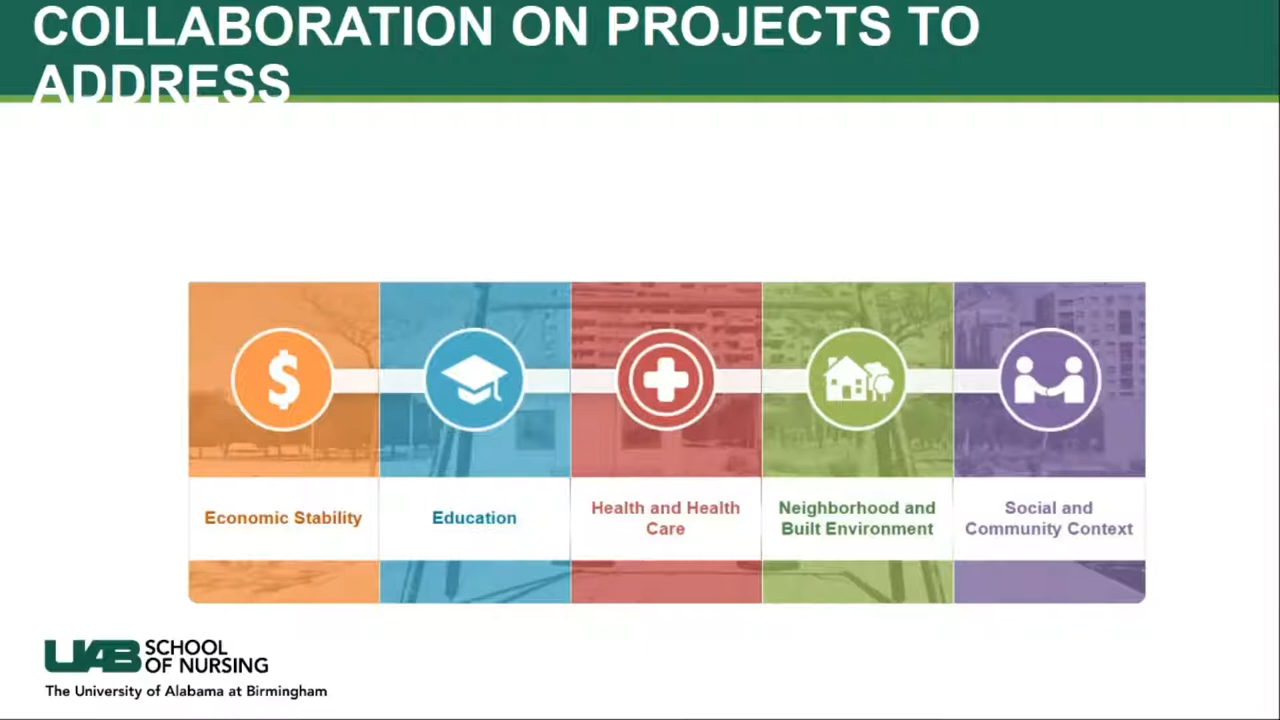 COLLABORATION ON PROJECTS TO
ADDRESS
$
Economic Stability
Education
Health and Health
Care
Neighborhood and
Built Environment
Social and
Community Context
UAB SCHOOL
OF NURSING
The University of Alabama at Birmingham